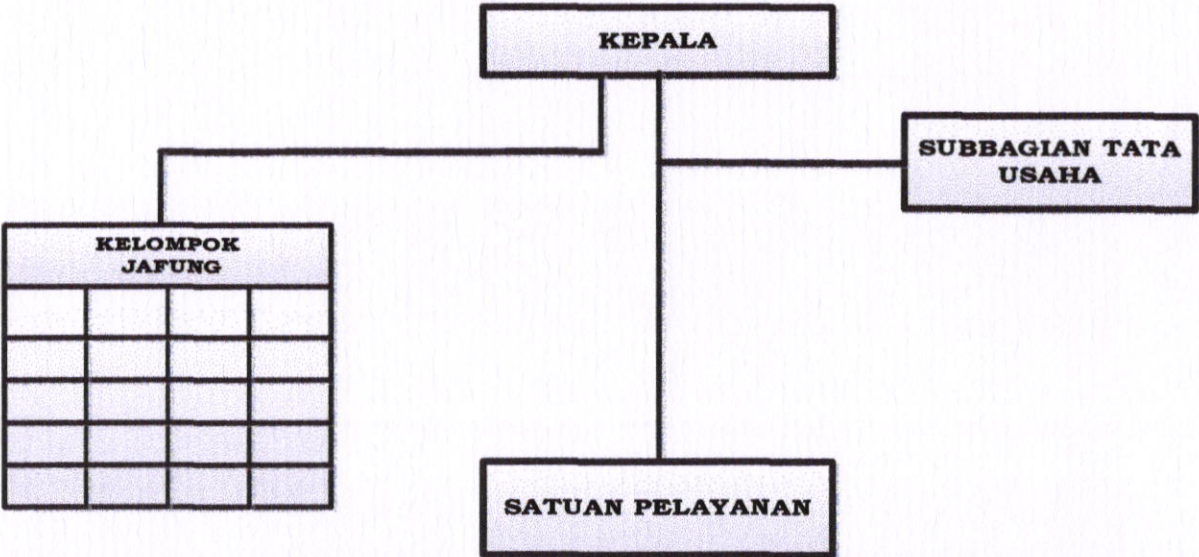 KEPALA
SUBBAGIAN TATA
USAHA
KELOMPOK
JAFUNG
SATUAN PELAYANAN